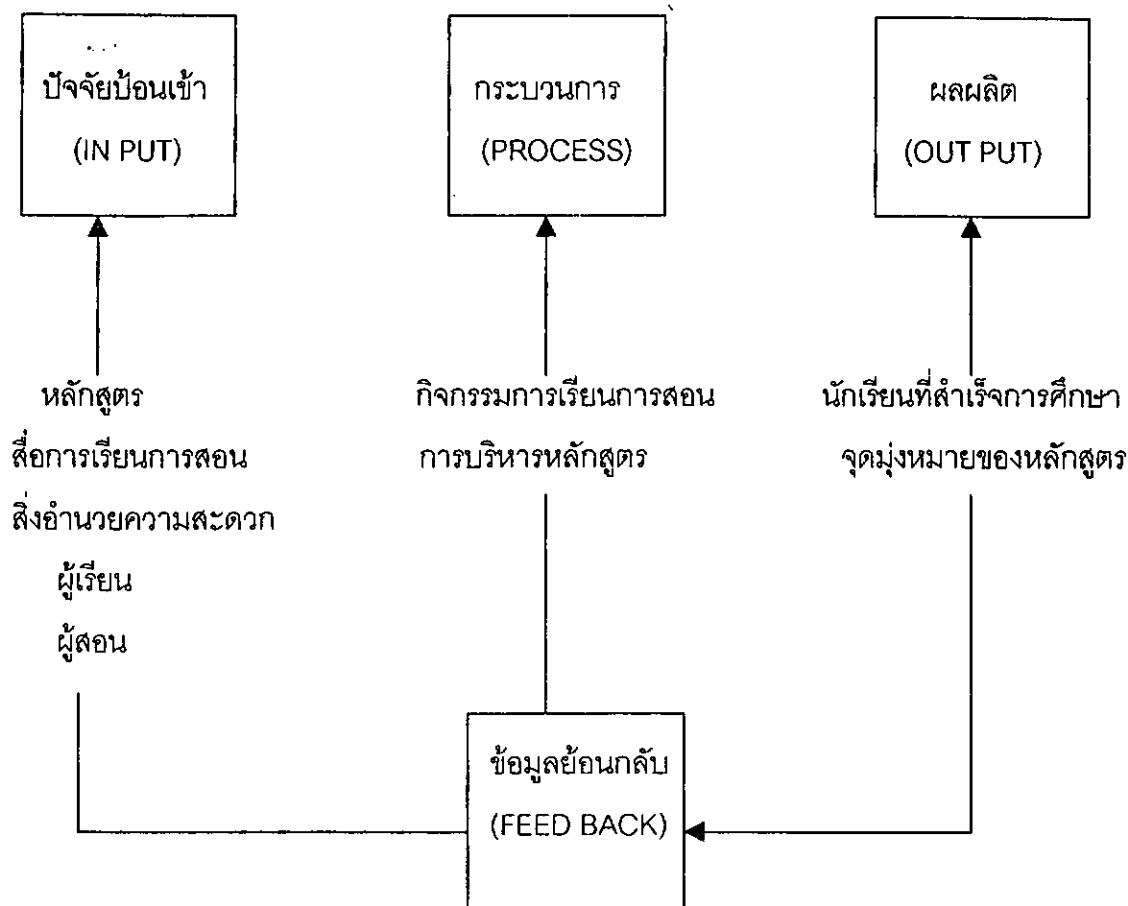 ปัจจัยป้อนเข้า
(IN PUT)
กระบวนการ
(PROCESS)
ผลผลิต
(OUT PUT)
หลักสูตร
สื่อการเรียนการสอน
สิ่งอำนวยความสะดวก
ผู้เรียน
ผู้สอน
กิจกรรมการเรียนการสอน
การบริหารหลักสูตร
นักเรียนที่สำเร็จการศึกษา
จุดมุ่งหมายของหลักสูตร
ข้อมูลย้อนกลับ
(FEED BACK)